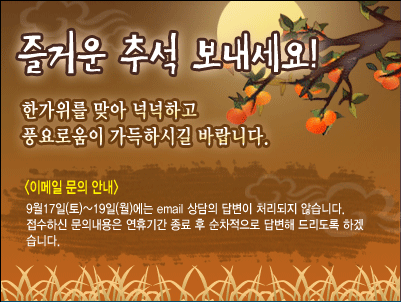 즐거운 추석 보내세요!
한가위를 맞아 넉넉하고
풍요로움이 가득하시길 바랍니다.
<이메일 문의 안내>
9월17일(토)~19일(월)에는 email 상담의 답변이 처리되지 않습니다.
접수하신 문의내용은 연휴기간 종료 후 순차적으로 답변해 드리도록 하겠
습니다.